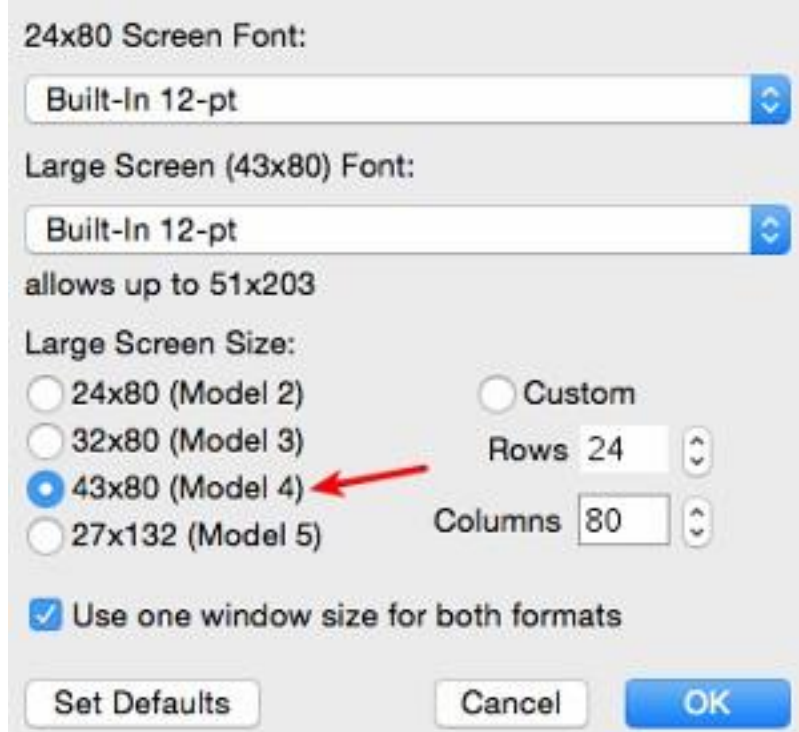 24x80 Screen Font:
Built-In 12-pt
Large Screen (43x80) Font:
Built-In 12-pt
allows up to 51x203
Large Screen Size:
24x80 (Model 2)
Custom
32x80 (Model 3)
Rows 24
43x80 (Model 4)
27x132 (Model 5)
Columns 80
Use one window size for both formats
Set Defaults
Cancel
OK